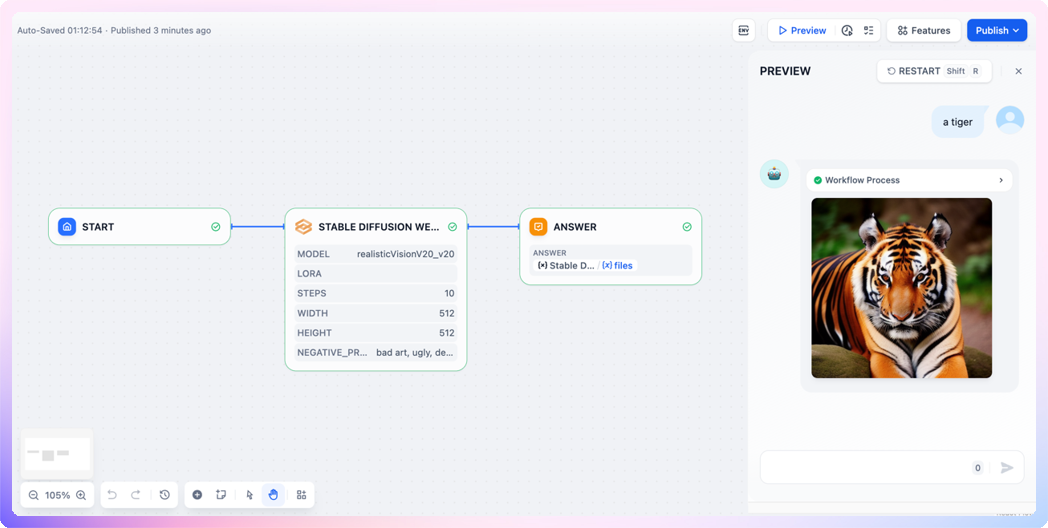 Auto-Saved 01:12:54 · Published 3 minutes ago
ENV
Preview
Features
Publish
PREVIEW
RESTART Shift R
a tiger
Workflow Process
START
STABLE DIFFUSION WE...
MODEL realisticVisionV20_v20
LORA
STEPS 10
WIDTH 512
HEIGHT 512
NEGATIVE_PR... bad art, ugly, de...
ANSWER
ANSWER
{x} Stable D... / {x} files
0
105%